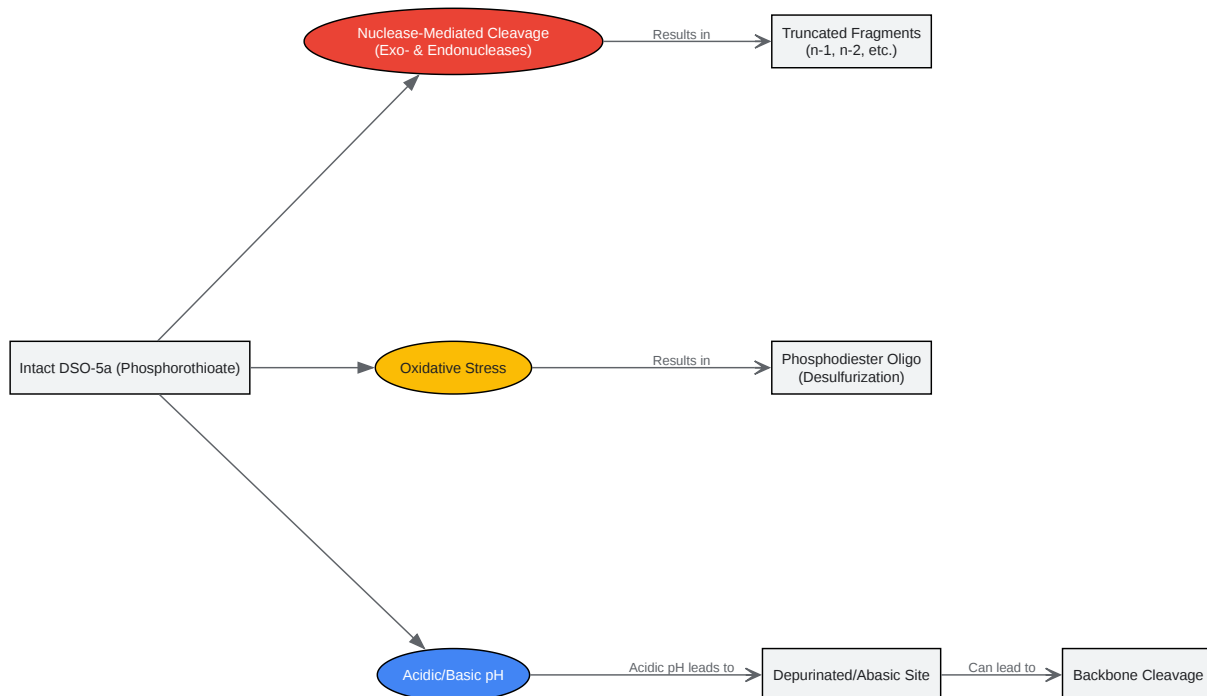 Nuclease-Mediated Cleavage
(Exo- & Endonucleases)
Results in
Truncated Fragments
(n-1, n-2, etc.)
Intact DSO-5a (Phosphorothioate)
Oxidative Stress
Results in
Phosphodiester Oligo
(Desulfurization)
Acidic/Basic pH
Acidic pH leads to
Depurinated/Abasic Site
Can lead to
Backbone Cleavage